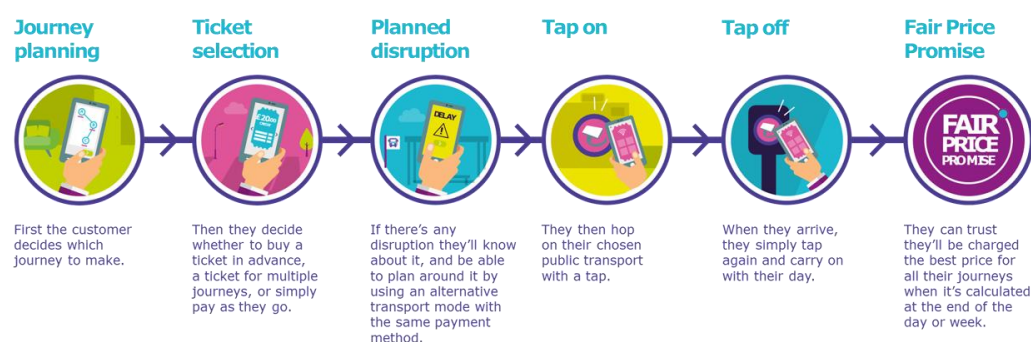 Journey
planning
Ticket
selection
Planned
disruption
Tap on
Tap off
Fair Price
Promise
£20.00
DELAY
FAIR
PRICE
PROMISE
First the customer
decides which
journey to make.
Then they decide
whether to buy a
ticket in advance,
a ticket for multiple
journeys, or simply
pay as they go.
If there's any
disruption they'll know
about it, and be able
to plan around it by
using an alternative
transport mode with
the same payment
method.
They then hop
on their chosen
public transport
with a tap.
When they arrive,
they simply tap
again and carry on
with their day.
They can trust
they'll be charged
the best price for
all their journeys
when it's calculated
at the end of the
day or week.